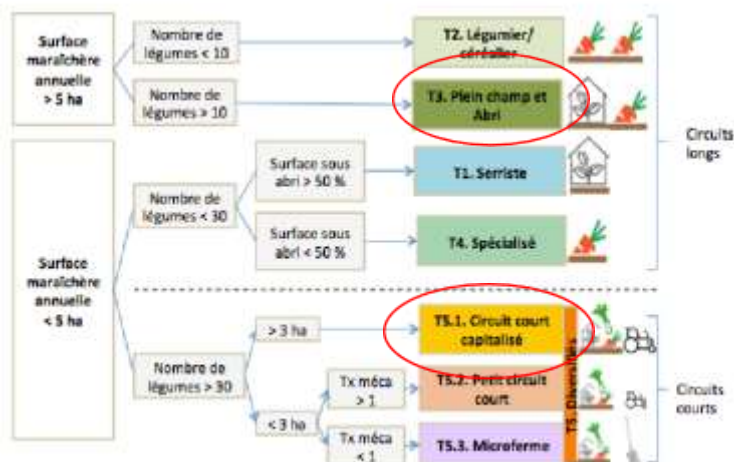 Surface
maraîchère
annuelle
> 5 ha
Nombre de
légumes < 10
T2. Légumier/
céréalier
Nombre de
légumes > 10
T3. Plein champ et
Abri
Circuits
longs
Surface
maraîchère
annuelle
< 5 ha
Nombre de
légumes < 30
Surface sous
abri > 50 %
T1. Serriste
Surface sous
abri < 50 %
T4. Spécialisé
Nombre de
légumes > 30
> 3 ha
T5.1. Circuit court
capitalisé
< 3 ha
Tx méca
> 1
T5.2. Petit circuit
court
Tx méca
< 1
T5.3. Microferme
T5. Diversifiés
Circuits
courts